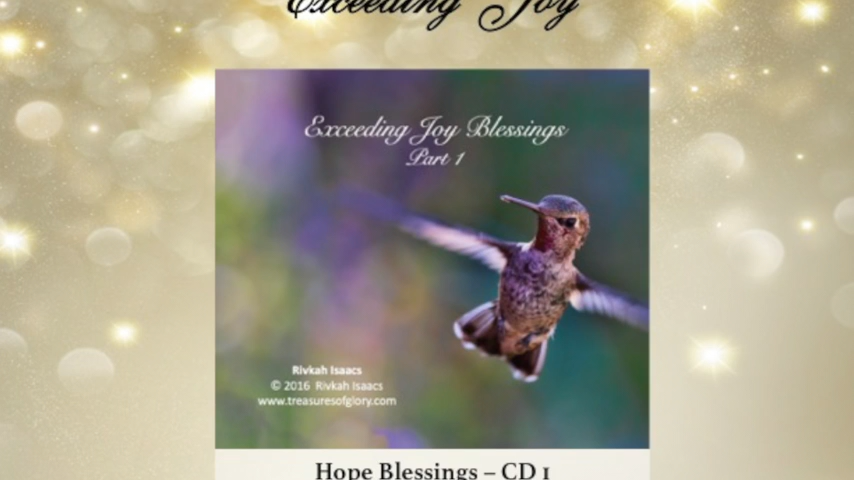 Exceeding Joy
Exceeding Joy Blessings
Part 1
Rivkah Isaacs
© 2016 Rivkah Isaacs
www.treasuresofglory.com
Hope Blessings – CD 1